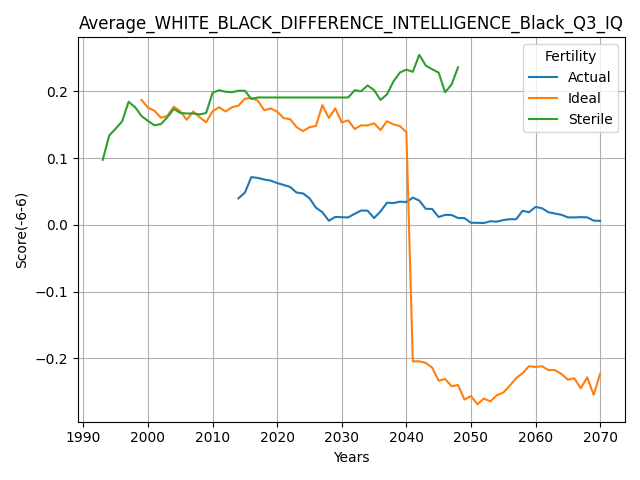 Average_WHITE_BLACK_DIFFERENCE_INTELLIGENCE_Black_Q3_IQ
Fertility
Actual
Ideal
Sterile
Score(-6-6)
0.2
0.1
0.0
−0.1
−0.2
1990 2000 2010 2020 2030 2040 2050 2060 2070
Years